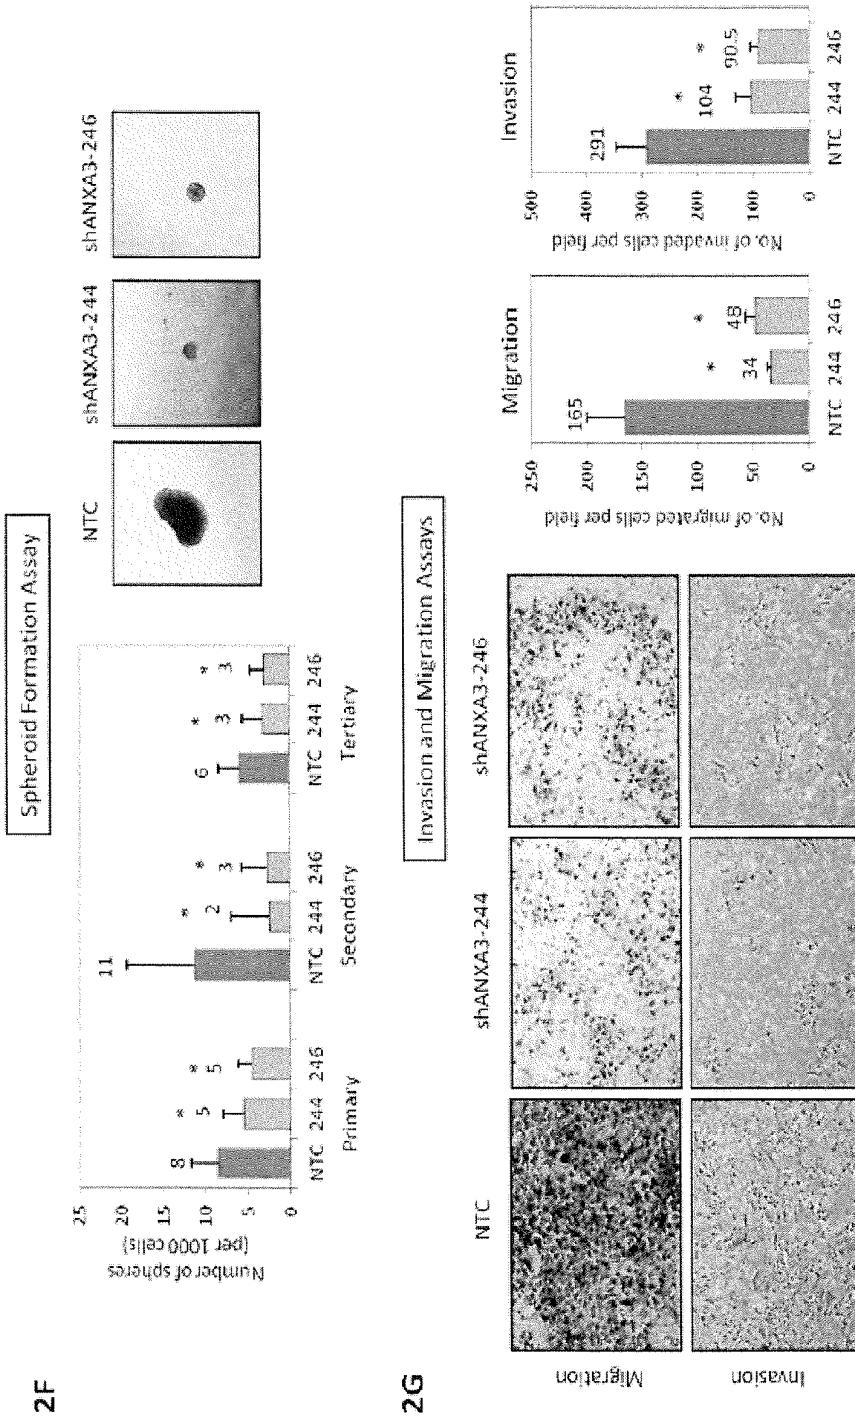 2F
Spheroid Formation Assay
Number of spheres
(per 1000 cells)
25
20
15
10
5
0
8
* 5
* 5
11
* 2
* 3
6
* 3
* 3
NTC 244 246
NTC 244 246
NTC 244 246
Primary
Secondary
Tertiary
NTC
shANXA3-244
shANXA3-246
2G
Invasion and Migration Assays
NTC
shANXA3-244
shANXA3-246
Migration
Invasion
Migration
No. of migrated cells per field
250
200
150
100
50
0
165
* 34
* 48
NTC 244 246
Invasion
No. of invaded cells per field
500
400
300
200
100
0
291
* 104
* 90.5
NTC 244 246